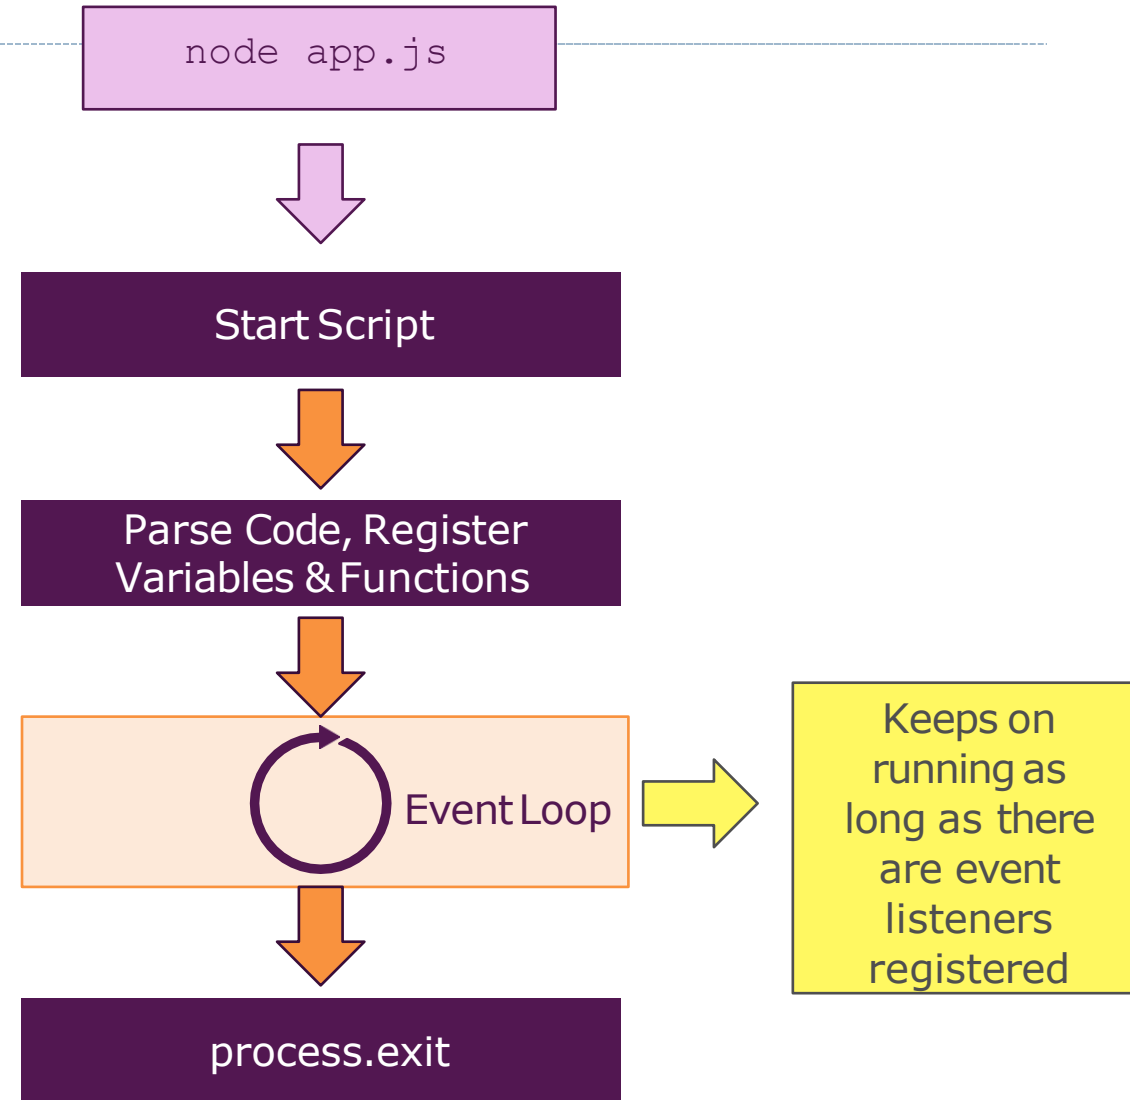 node app.js
Start Script
Parse Code, Register
Variables & Functions
Event Loop
Keeps on
running as
long as there
are event
listeners
registered
process.exit